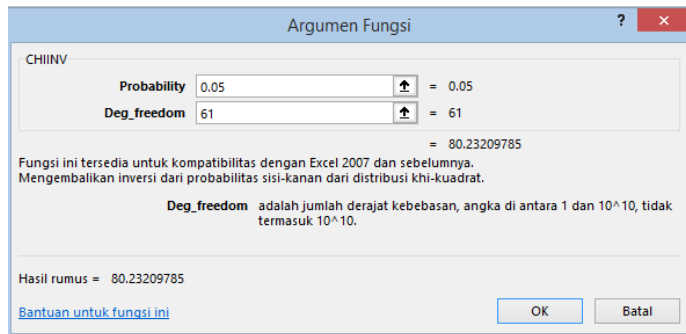 Argumen Fungsi ? ×
CHIINV
Probability 0.05 = 0.05
Deg_freedom 61 = 61
= 80.23209785
Fungsi ini tersedia untuk kompatibilitas dengan Excel 2007 dan sebelumnya.
Mengembalikan inversi dari probabilitas sisi-kanan dari distribusi khi-kuadrat.
Deg_freedom adalah jumlah derajat kebebasan, angka di antara 1 dan 10^10, tidak
termasuk 10^10.
Hasil rumus = 80.23209785
Bantuan untuk fungsi ini OK Batal